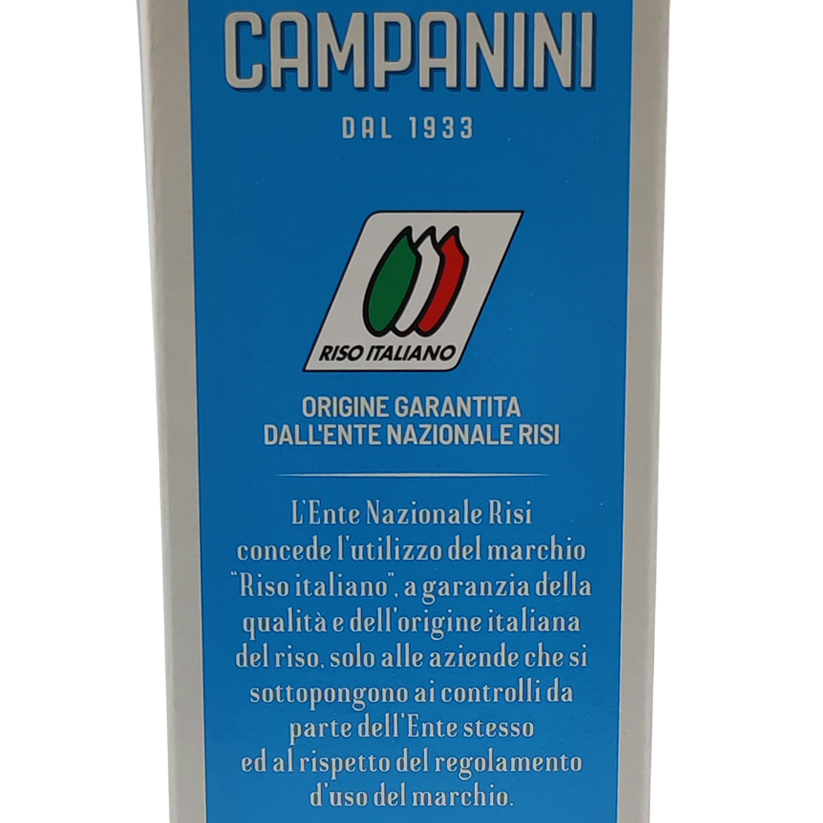 CAMPANINI
DAL 1933
RISO ITALIANO
ORIGINE GARANTITA
DALL'ENTE NAZIONALE RISI
L'Ente Nazionale Risi
concede l'utilizzo del marchio
"Riso italiano", a garanzia della
qualità e dell'origine italiana
del riso, solo alle aziende che si
sottopongono ai controlli da
parte dell'Ente stesso
ed al rispetto del regolamento
d'uso del marchio.